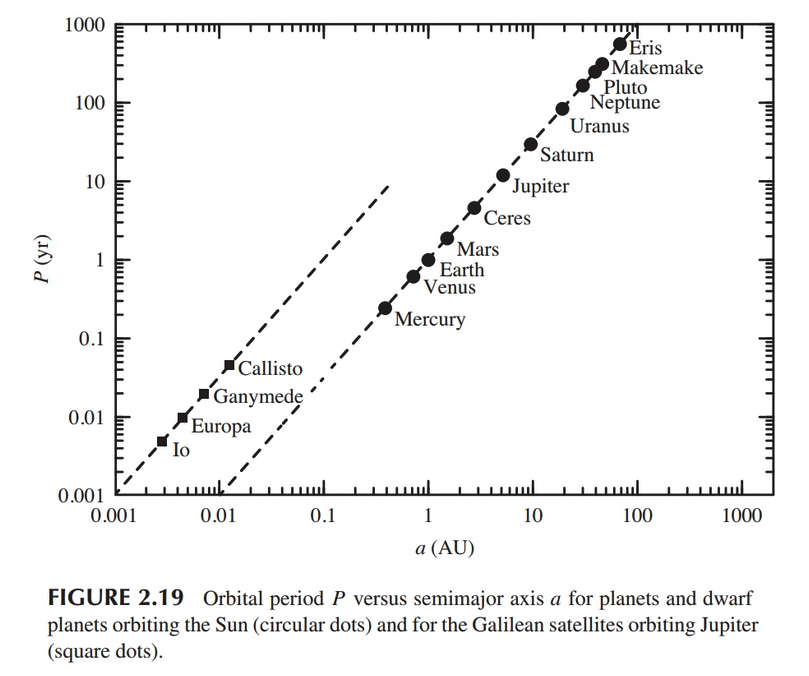 1000
100
10
1
0.1
0.01
0.001
P (yr)
Eris
Makemake
Pluto
Neptune
Uranus
Saturn
Jupiter
Ceres
Mars
Earth
Venus
Mercury
Callisto
Ganymede
Europa
Io
0.001 0.01 0.1 1 10 100 1000
a (AU)
FIGURE 2.19 Orbital period P versus semimajor axis a for planets and dwarf
planets orbiting the Sun (circular dots) and for the Galilean satellites orbiting Jupiter
(square dots).